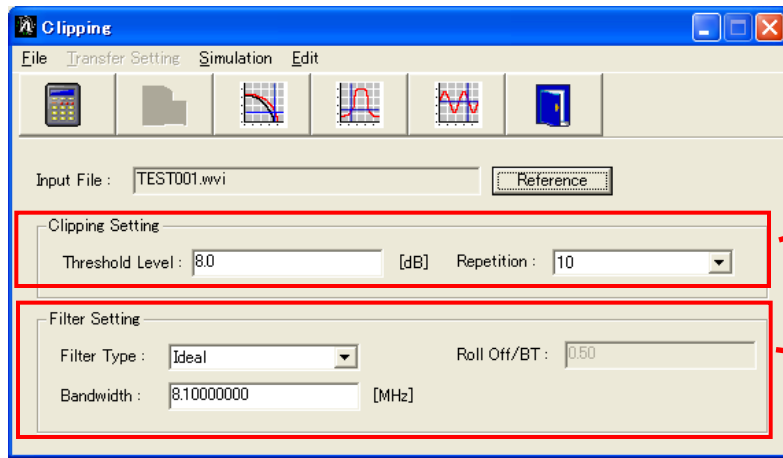 Clipping
File Transfer Setting Simulation Edit
Input File : TEST001.wvi Reference
Clipping Setting
Threshold Level : 8.0 [dB] Repetition : 10
Filter Setting
Filter Type : Ideal Roll Off/BT : 0.50
Bandwidth : 8.10000000 [MHz]